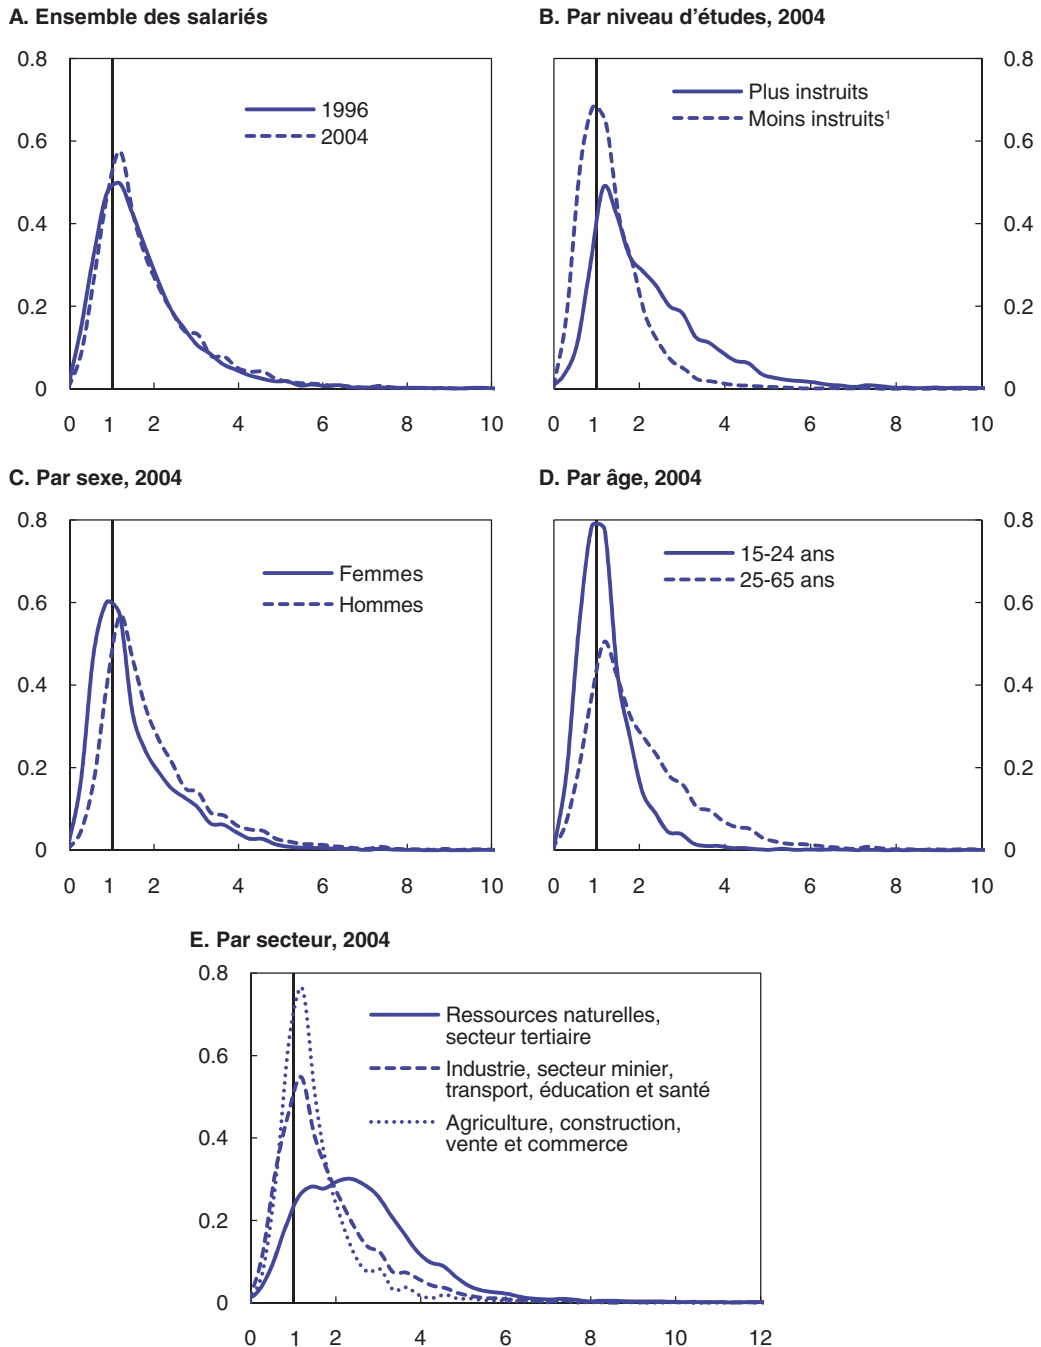 A. Ensemble des salariés
B. Par niveau d'études, 2004
0.8
0.8
1996
2004
Plus instruits
Moins instruits¹
0.6
0.6
0.4
0.4
0.2
0.2
0
0
0 1 2 4 6 8 10
0 1 2 4 6 8 10
C. Par sexe, 2004
D. Par âge, 2004
0.8
0.8
Femmes
Hommes
15-24 ans
25-65 ans
0.6
0.6
0.4
0.4
0.2
0.2
0
0
0 1 2 4 6 8 10
0 1 2 4 6 8 10
E. Par secteur, 2004
0.8
Ressources naturelles,
secteur tertiaire
0.6
Industrie, secteur minier,
transport, éducation et santé
Agriculture, construction,
vente et commerce
0.4
0.2
0
0 1 2 4 6 8 10 12